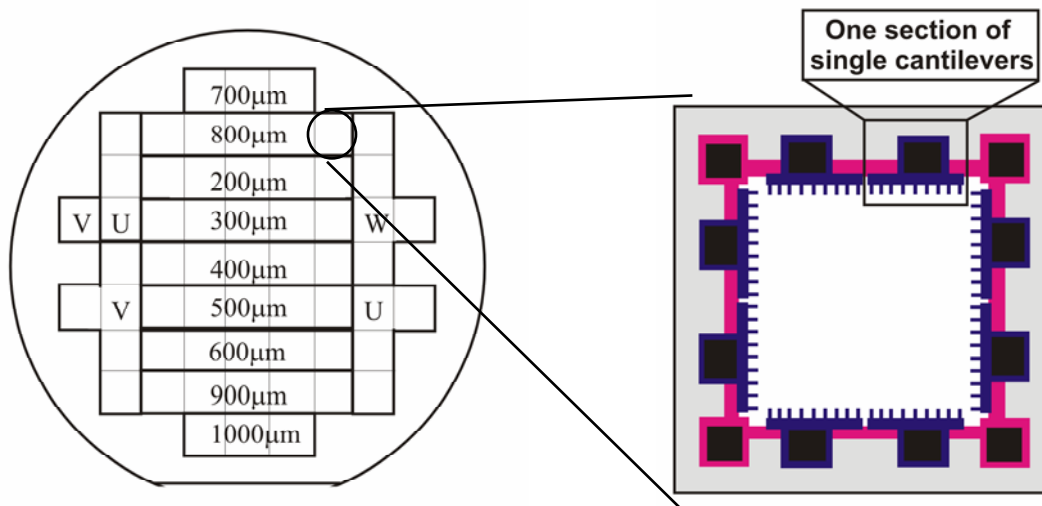 700μm
800μm
200μm
V U 300μm W
400μm
V 500μm U
600μm
900μm
1000μm
One section of
single cantilevers